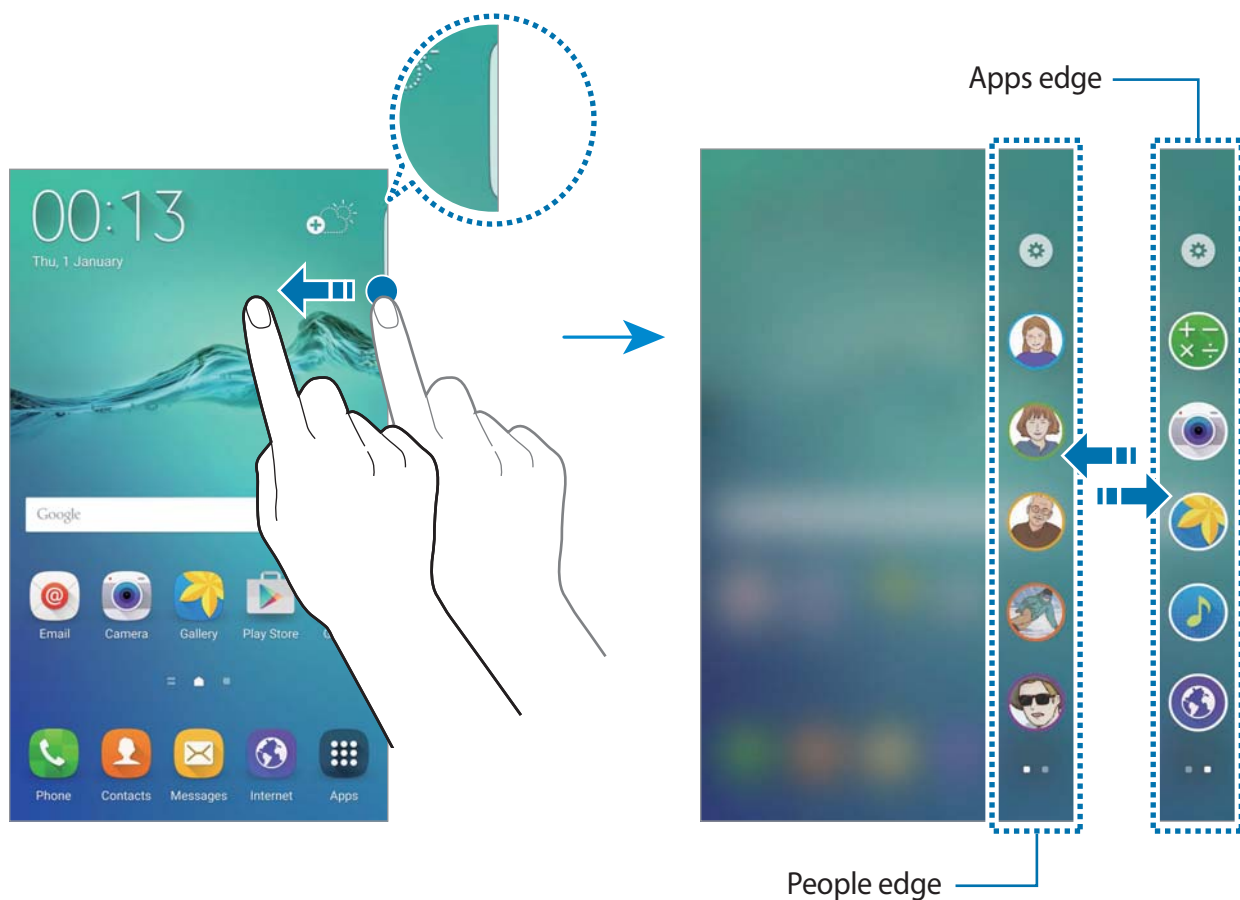 Apps edge
00:13
Thu, 1 January
Google
Email Camera Gallery Play Store
Phone Contacts Messages Internet Apps
People edge